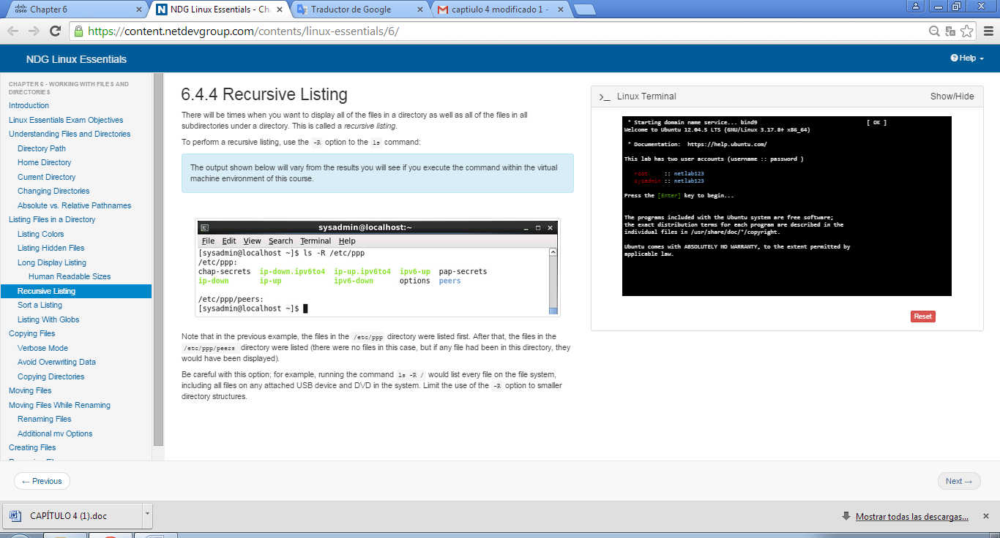 Chapter 6
NDG Linux Essentials - Ch
Traductor de Google
captiulo 4 modificado 1 -
https://content.netdevgroup.com/contents/linux-essentials/6/
NDG Linux Essentials
Help
CHAPTER 6 - WORKING WITH FILES AND
DIRECTORIES
Introduction
Linux Essentials Exam Objectives
Understanding Files and Directories
Directory Path
Home Directory
Current Directory
Changing Directories
Absolute vs. Relative Pathnames
Listing Files in a Directory
Listing Colors
Listing Hidden Files
Long Display Listing
Human Readable Sizes
Recursive Listing
Sort a Listing
Listing With Globs
Copying Files
Verbose Mode
Avoid Overwriting Data
Copying Directories
Moving Files
Moving Files While Renaming
Renaming Files
Additional mv Options
Creating Files
6.4.4 Recursive Listing
There will be times when you want to display all of the files in a directory as well as all of the files in all
subdirectories under a directory. This is called a recursive listing.
To perform a recursive listing, use the -R option to the ls command:
The output shown below will vary from the results you will see if you execute the command within the virtual
machine environment of this course.
sysadmin@localhost:~
File Edit View Search Terminal Help
[sysadmin@localhost ~]$ ls -R /etc/ppp
/etc/ppp:
chap-secrets ip-down.ipv6to4 ip-up.ipv6to4 ipv6-up pap-secrets
ip-down ip-up ipv6-down options peers
/etc/ppp/peers:
[sysadmin@localhost ~]$
Note that in the previous example, the files in the /etc/ppp directory were listed first. After that, the files in the
/etc/ppp/peers directory were listed (there were no files in this case, but if any file had been in this directory, they
would have been displayed).
Be careful with this option; for example, running the command ls -R / would list every file on the file system,
including all files on any attached USB device and DVD in the system. Limit the use of the -R option to smaller
directory structures.
>_ Linux Terminal
Show/Hide
* Starting domain name service... bind9 [ OK ]
Welcome to Ubuntu 12.04.5 LTS (GNU/Linux 3.17.8+ x86_64)
* Documentation: https://help.ubuntu.com/
This lab has two user accounts (username :: password )
root :: netlab123
sysadmin :: netlab123
Press the [Enter] key to begin...
The programs included with the Ubuntu system are free software;
the exact distribution terms for each program are described in the
individual files in /usr/share/doc/*/copyright.
Ubuntu comes with ABSOLUTELY NO WARRANTY, to the extent permitted by
applicable law.
Reset
← Previous
Next →
CAPÍTULO 4 (1).doc
Mostrar todas las descargas...